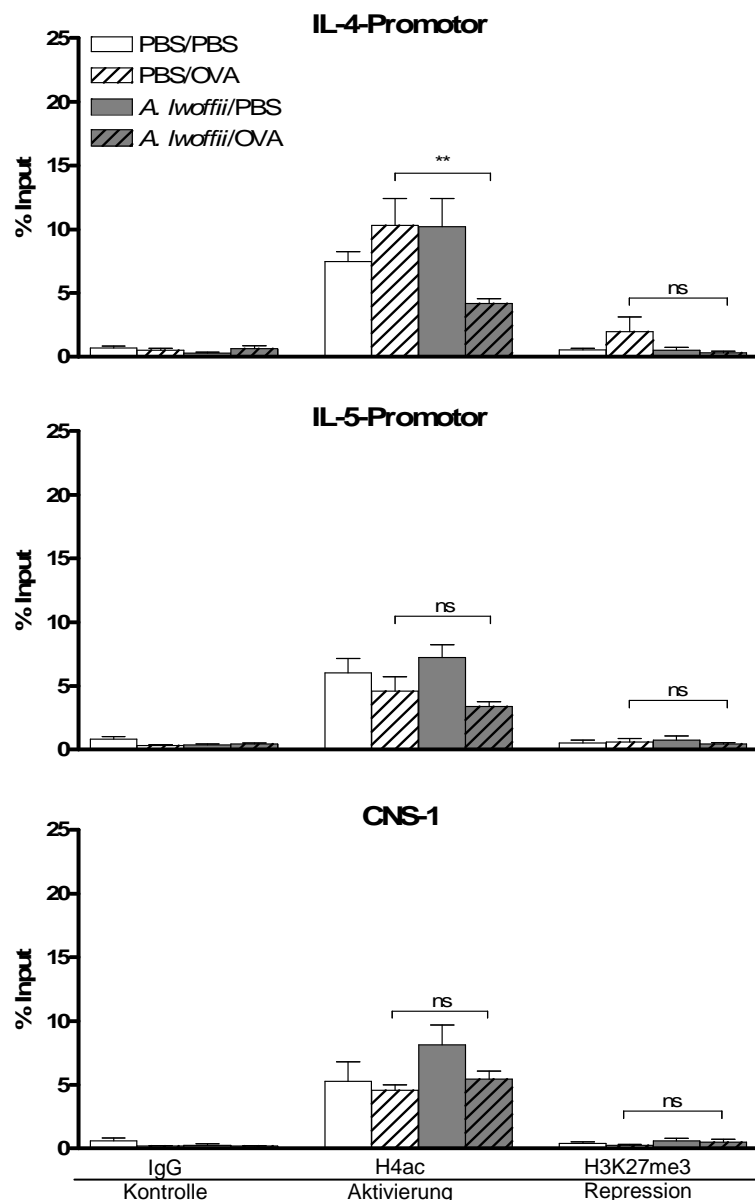 IL-4-Promotor
25
20
15
10
5
0
% Input
PBS/PBS
PBS/OVA
A. lwoffii/PBS
A. lwoffii/OVA
**
ns
IL-5-Promotor
25
20
15
10
5
0
% Input
ns
ns
CNS-1
25
20
15
10
5
0
% Input
ns
ns
IgG H4ac H3K27me3
Kontrolle Aktivierung Repression